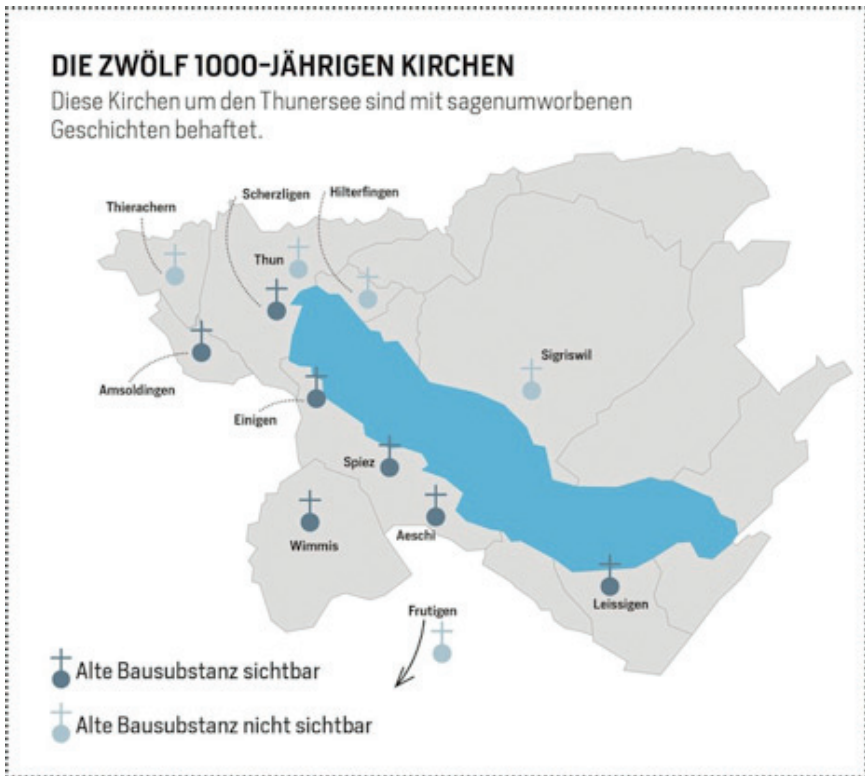 DIE ZWÖLF 1000-JÄHRIGEN KIRCHEN
Diese Kirchen um den Thunersee sind mit sagenumworbenen
Geschichten behaftet.
Scherzligen
Hilterfingen
Thierachern
Thun
Sigriswil
Amsoldingen
Einigen
Spiez
Aeschi
Wimmis
Leissigen
Frutigen
Alte Bausubstanz sichtbar
Alte Bausubstanz nicht sichtbar